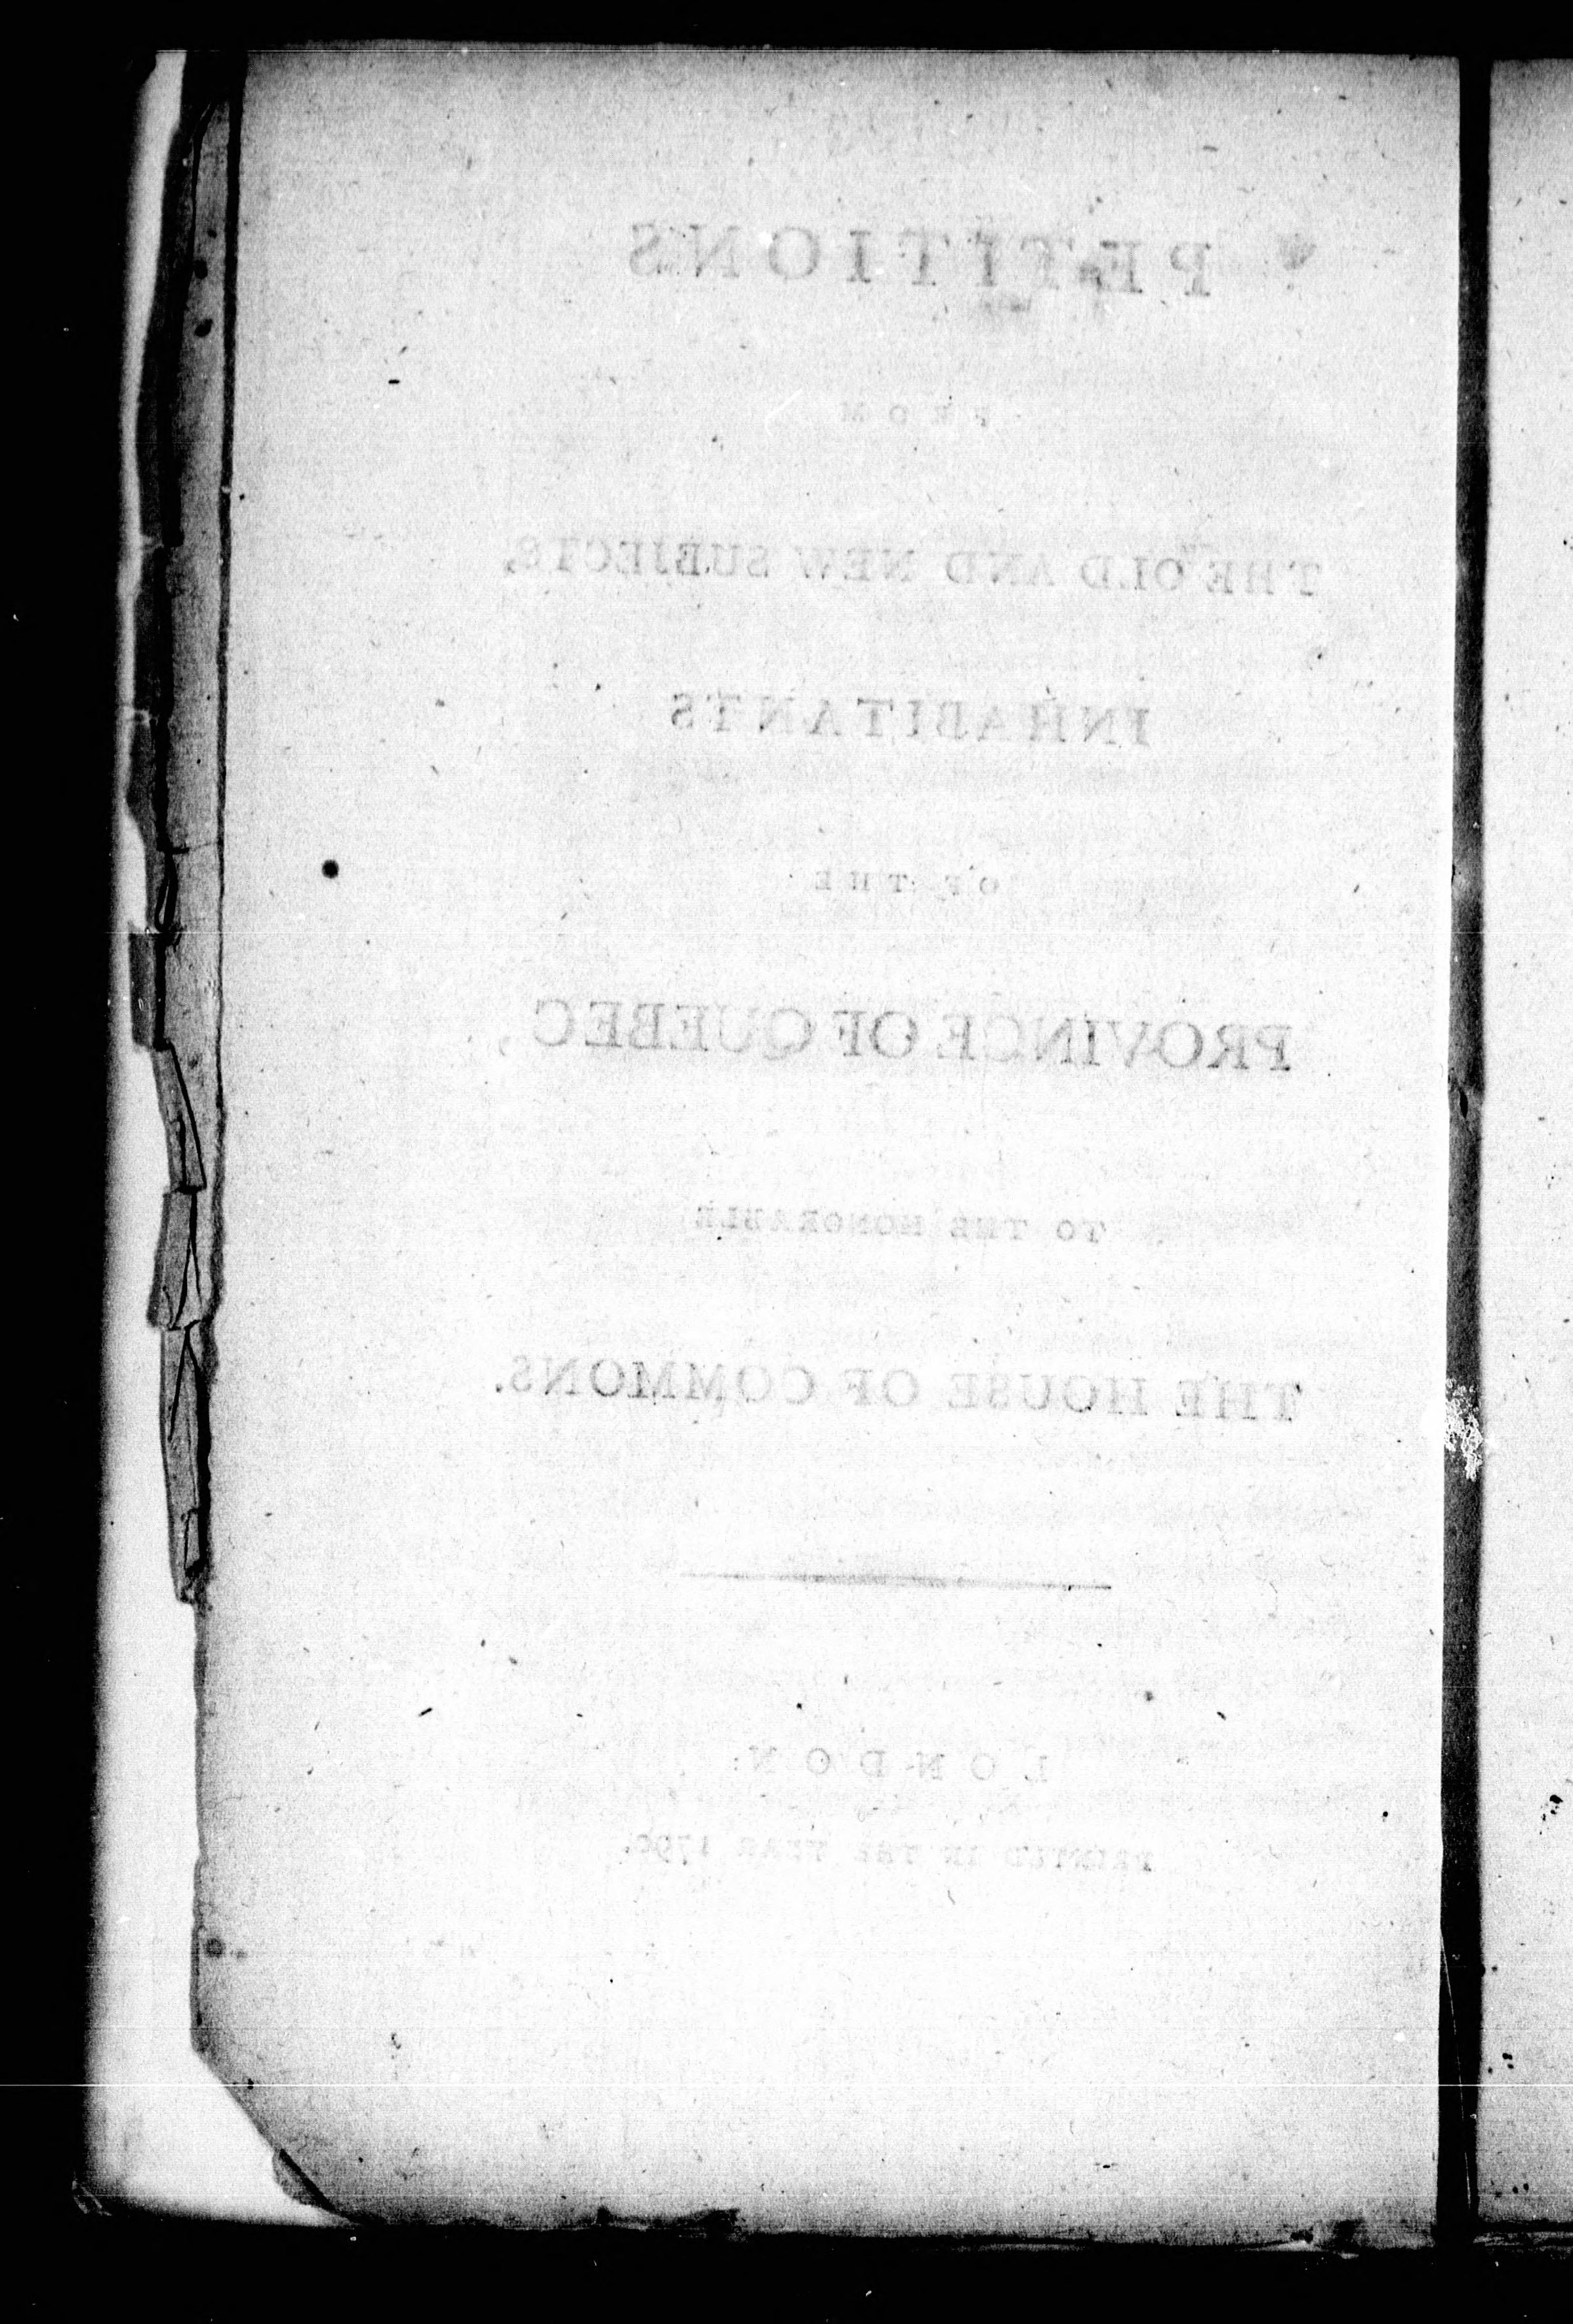 PETITIONS
FROM
THE OLD AND NEW SUBJECTS,
INHABITANTS
OF THE
PROVINCE OF QUEBEC,
TO THE HONORABLE
THE HOUSE OF COMMONS.
LONDON:
PRINTED IN THE YEAR